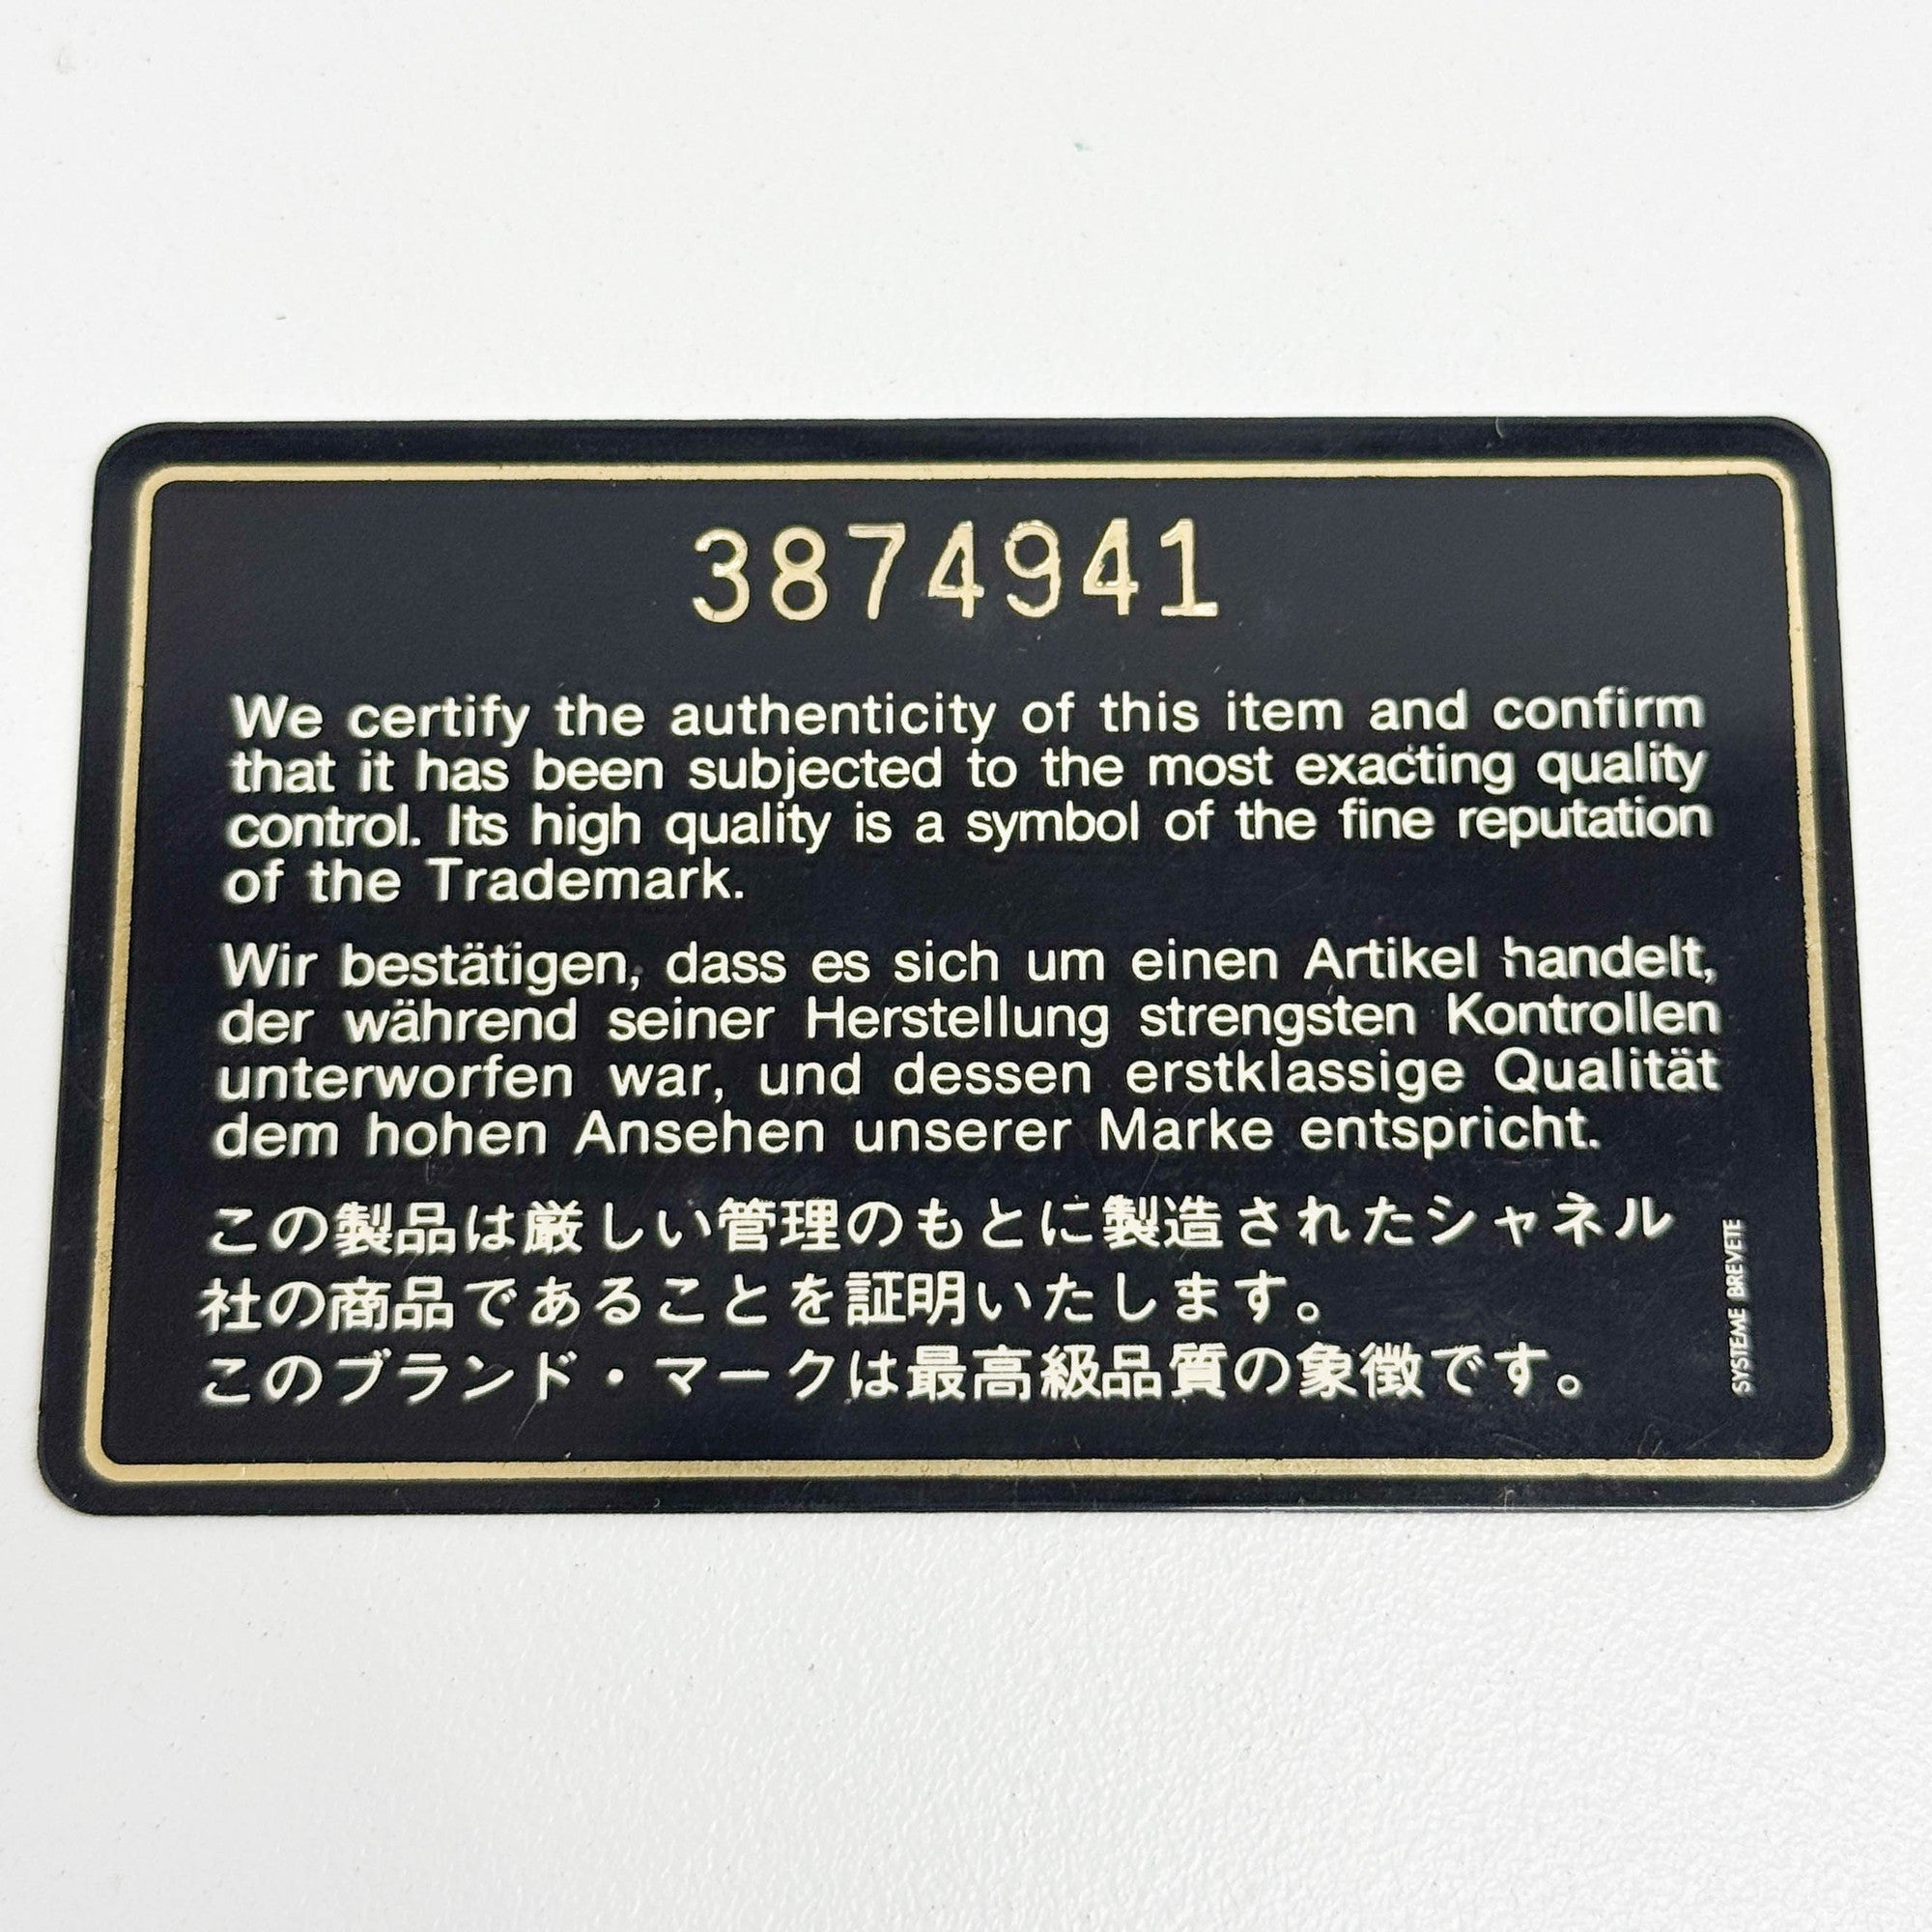 3874941
We certify the authenticity of this item and confirm
that it has been subjected to the most exacting quality
control. Its high quality is a symbol of the fine reputation
of the Trademark.
Wir bestätigen, dass es sich um einen Artikel handelt,
der während seiner Herstellung strengsten Kontrollen
unterworfen war, und dessen erstklassige Qualität
dem hohen Ansehen unserer Marke entspricht.
この製品は厳しい管理のもとに製造されたシャネル
社の商品であることを証明いたします。
このブランド・マークは最高級品質の象徴です。
SYSTEME BREVETE